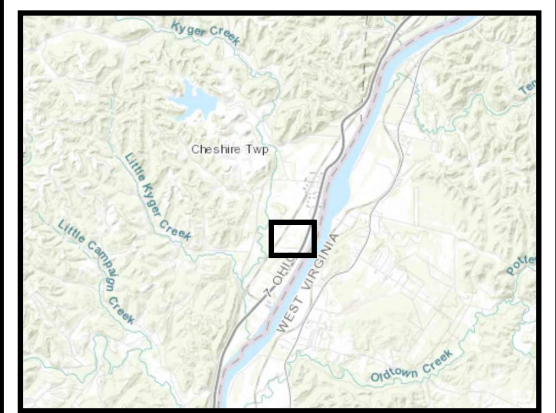 Kyger Creek
Cheshire Twp
Little Kyger Creek
Little Campaign Creek
7
OHIO
WEST VIRGINIA
Oldtown Creek